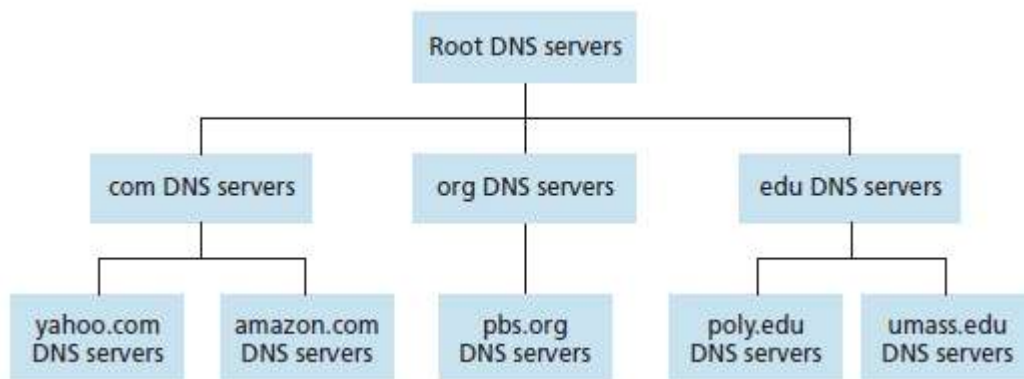 Root DNS servers
com DNS servers
org DNS servers
edu DNS servers
yahoo.com
DNS servers
amazon.com
DNS servers
pbs.org
DNS servers
poly.edu
DNS servers
umass.edu
DNS servers